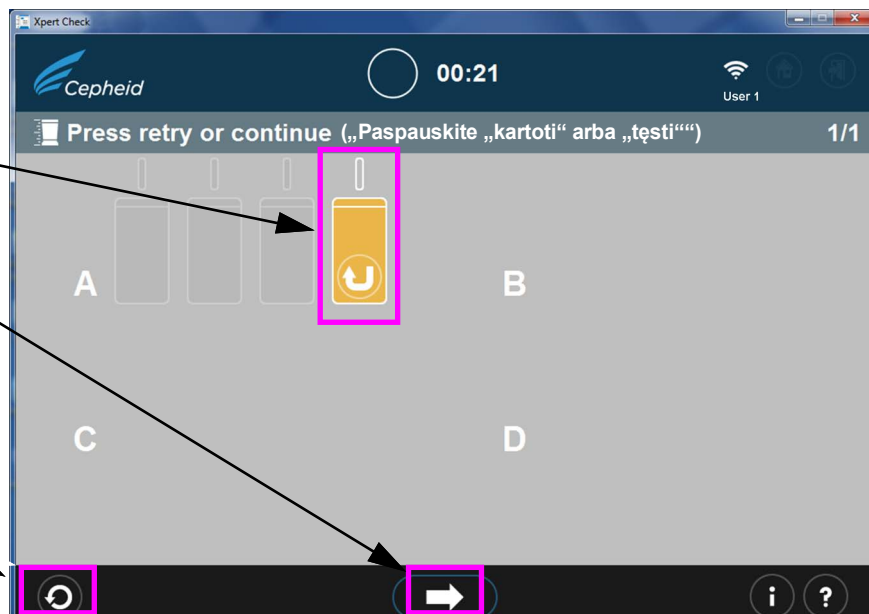 Xpert Check
Cepheid
00:21
User 1
Press retry or continue („Paspauskite „kartoti“ arba „tęsti““)
1/1
A
B
C
D
i
?